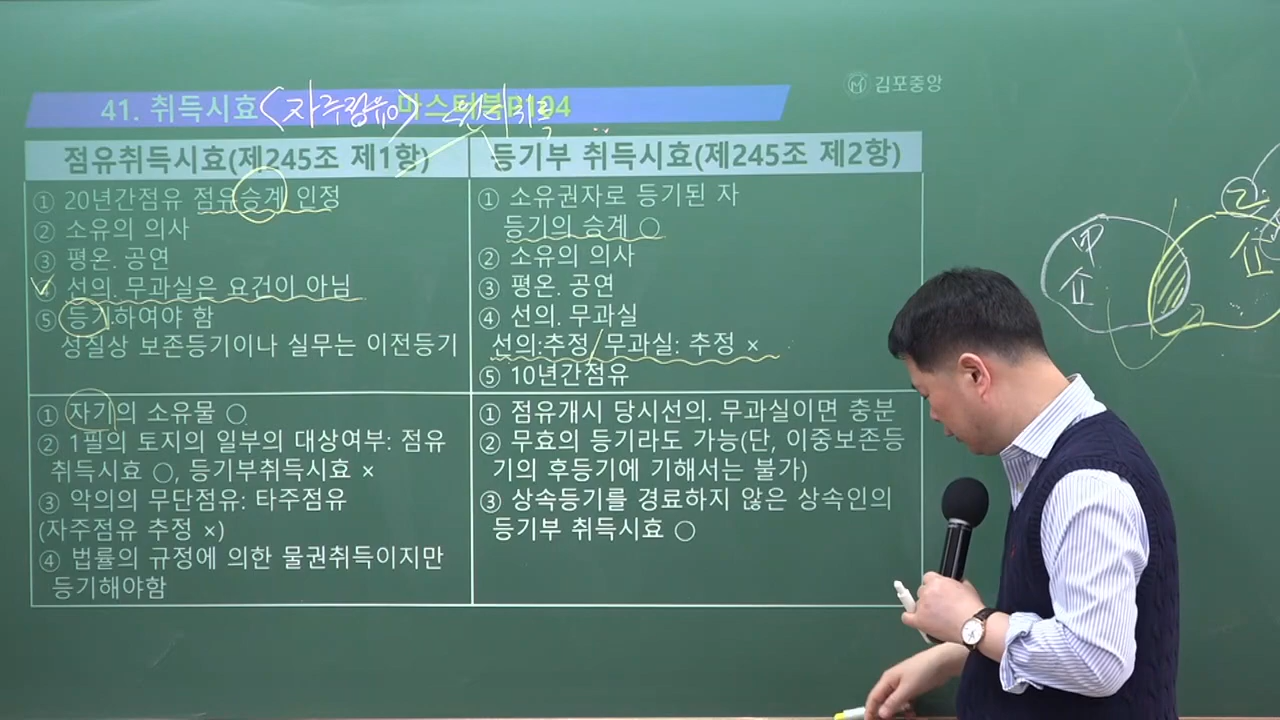 김포중앙
41. 취득시효 <자주점유> 마스터북P104
점유취득시효(제245조 제1항)
① 20년간점유 점유승계 인정
② 소유의 의사
③ 평온. 공연
④ 선의. 무과실은 요건이 아님
⑤ 등기하여야 함
성질상 보존등기이나 실무는 이전등기
등기부 취득시효(제245조 제2항)
① 소유권자로 등기된 자
등기의 승계 ○
② 소유의 의사
③ 평온. 공연
④ 선의. 무과실
선의:추정/무과실: 추정 ×
⑤ 10년간점유
① 자기의 소유물 ○
② 1필의 토지의 일부의 대상여부: 점유
취득시효 ○, 등기부취득시효 ×
③ 악의의 무단점유: 타주점유
(자주점유 추정 ×)
④ 법률의 규정에 의한 물권취득이지만
등기해야함
① 점유개시 당시선의. 무과실이면 충분
② 무효의 등기라도 가능(단, 이중보존등
기의 후등기에 기해서는 불가)
③ 상속등기를 경료하지 않은 상속인의
등기부 취득시효 ○
甲
2